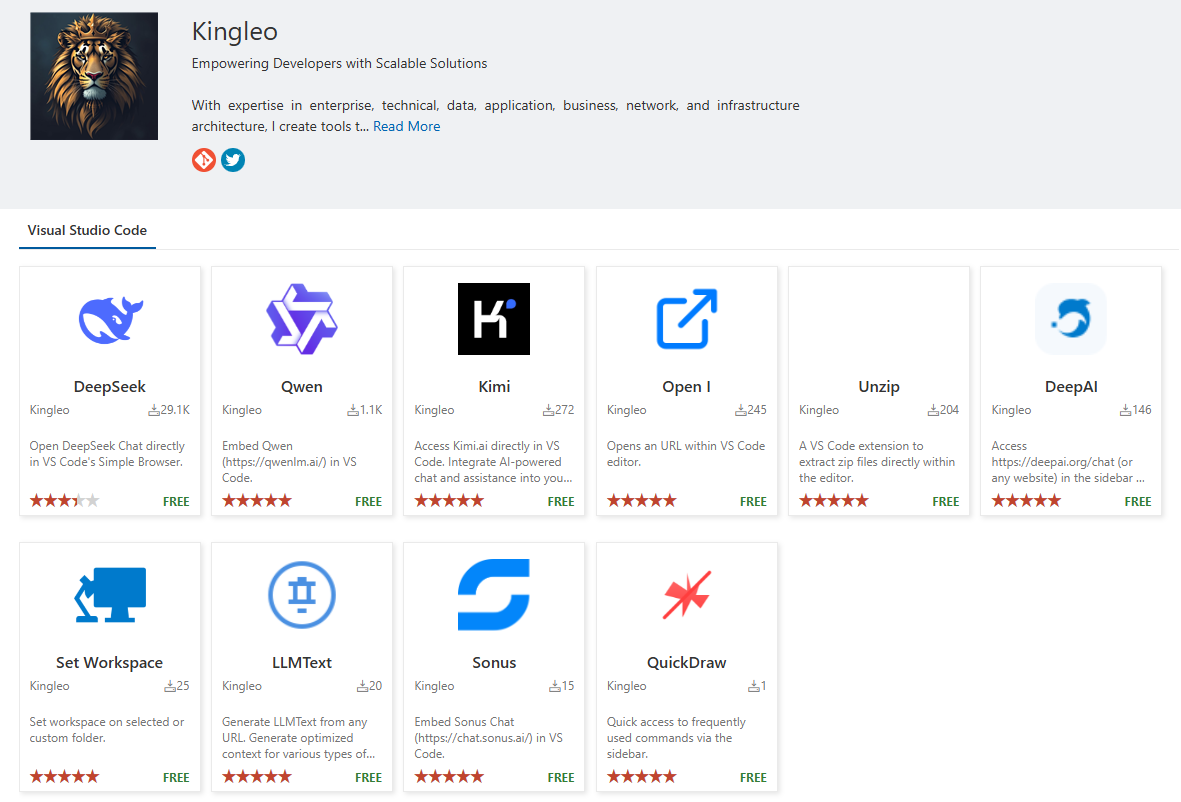 Kingleo
Empowering Developers with Scalable Solutions
With expertise in enterprise, technical, data, application, business, network, and infrastructure
architecture, I create tools t... Read More
Visual Studio Code
DeepSeek
Kingleo 29.1K
Open DeepSeek Chat directly
in VS Code's Simple Browser.
FREE
Qwen
Kingleo 1.1K
Embed Qwen
(https://qwenlm.ai/) in VS
Code.
FREE
Kimi
Kingleo 272
Access Kimi.ai directly in VS
Code. Integrate AI-powered
chat and assistance into you...
FREE
Open I
Kingleo 245
Opens an URL within VS Code
editor.
FREE
Unzip
Kingleo 204
A VS Code extension to
extract zip files directly within
the editor.
FREE
DeepAI
Kingleo 146
Access
https://deepai.org/chat (or
any website) in the sidebar ...
FREE
Set Workspace
Kingleo 25
Set workspace on selected or
custom folder.
FREE
LLMText
Kingleo 20
Generate LLMText from any
URL. Generate optimized
context for various types of...
FREE
Sonus
Kingleo 15
Embed Sonus Chat
(https://chat.sonus.ai/) in VS
Code.
FREE
QuickDraw
Kingleo 1
Quick access to frequently
used commands via the
sidebar.
FREE